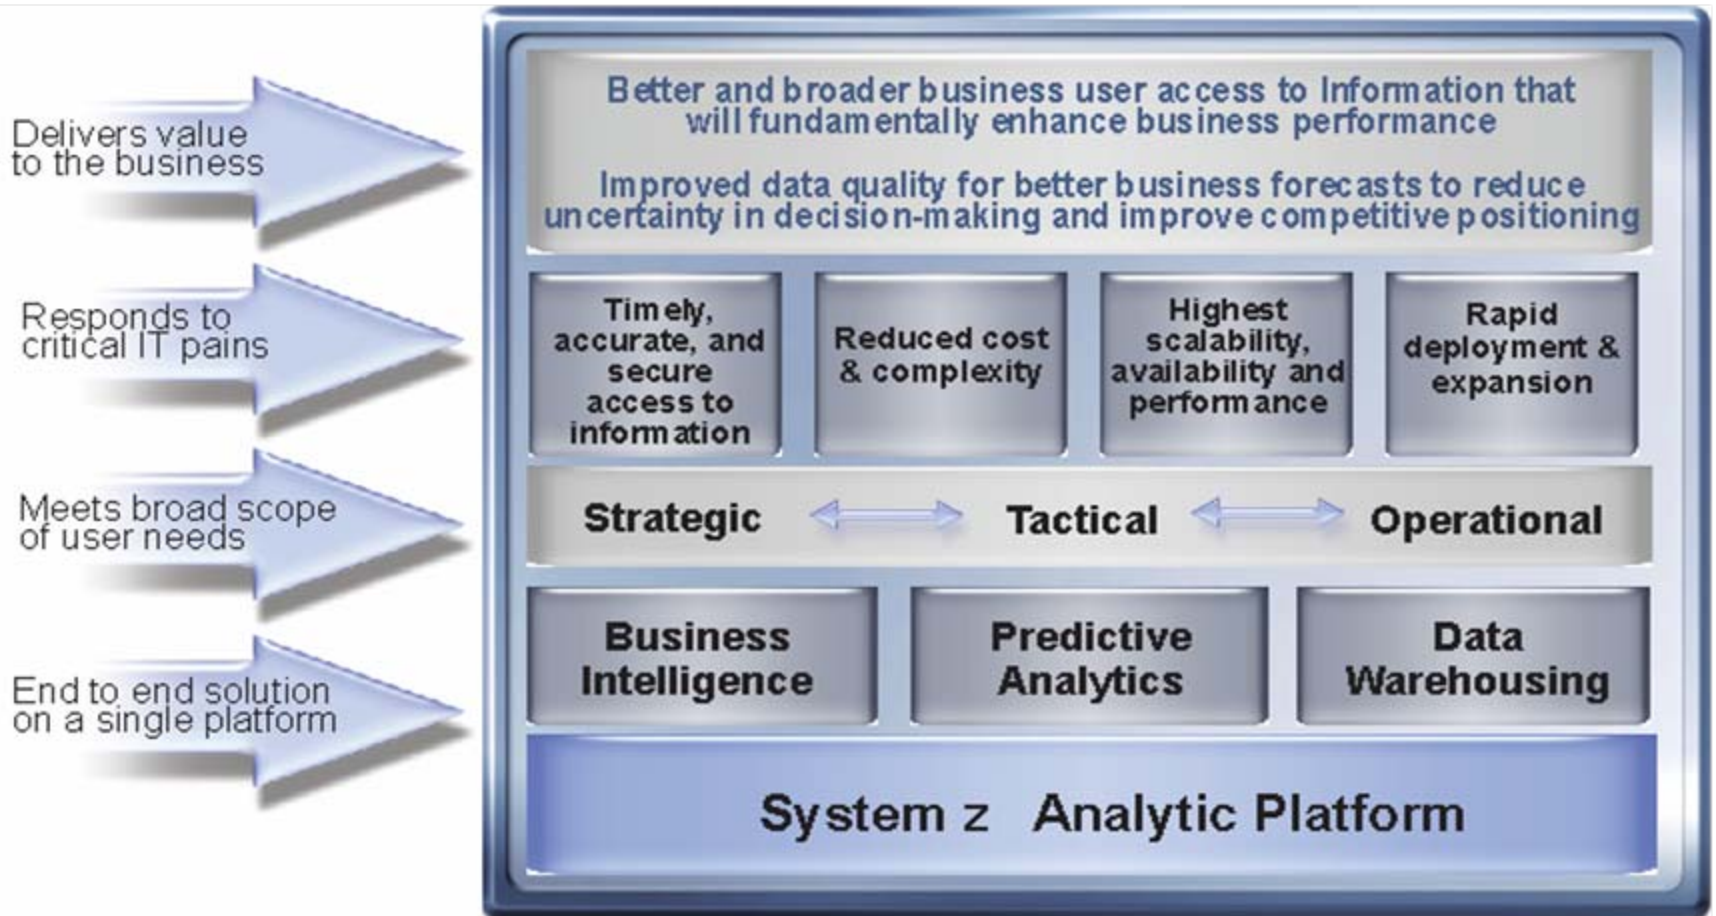 Delivers value
to the business
Better and broader business user access to Information that
will fundamentally enhance business performance
Improved data quality for better business forecasts to reduce
uncertainty in decision-making and improve competitive positioning
Responds to
critical IT pains
Timely,
accurate, and
secure
access to
information
Reduced cost
& complexity
Highest
scalability,
availability and
performance
Rapid
deployment &
expansion
Meets broad scope
of user needs
Strategic
Tactical
Operational
End to end solution
on a single platform
Business
Intelligence
Predictive
Analytics
Data
Warehousing
System z Analytic Platform